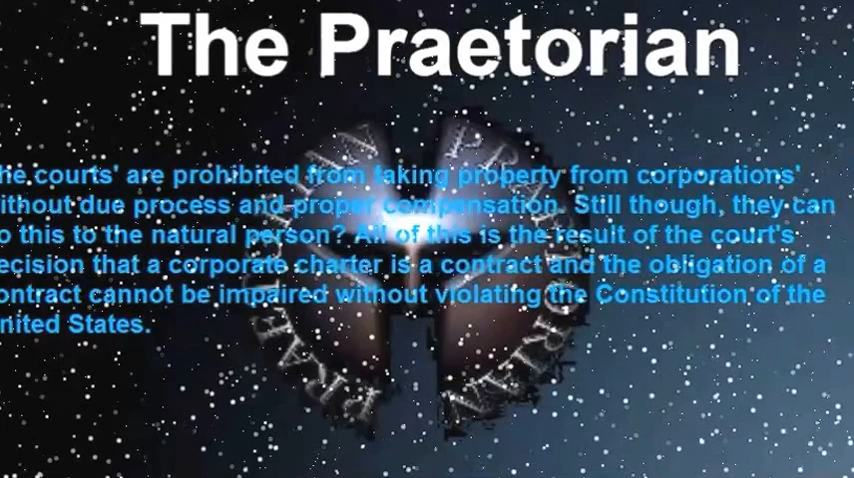 The Praetorian
he courts' are prohibited from taking property from corporations'
ithout due process and proper compensation. Still though, they can
o this to the natural person? All of this is the result of the court's
ecision that a corporate charter is a contract and the obligation of a
ontract cannot be impaired without violating the Constitution of the
nited States.
PRAETORIAN
PRAETORIAN